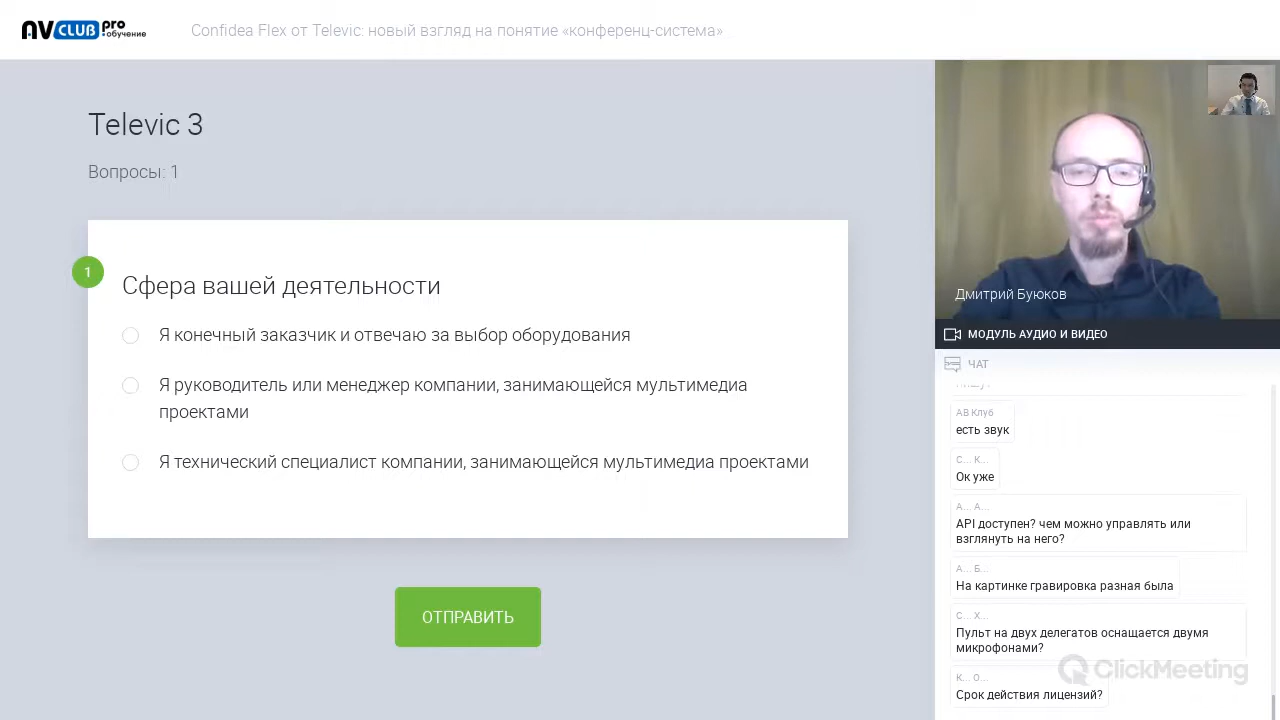 AVCLUBpro
•обучение
Confidea Flex от Televic: новый взгляд на понятие «конференц-система»
Televic 3
Вопросы: 1
1
Сфера вашей деятельности
Я конечный заказчик и отвечаю за выбор оборудования
Я руководитель или менеджер компании, занимающейся мультимедиа
проектами
Я технический специалист компании, занимающейся мультимедиа проектами
ОТПРАВИТЬ
Дмитрий Буюков
МОДУЛЬ АУДИО И ВИДЕО
ЧАТ
АВ Клуб
есть звук
С... К...
Ок уже
А... А...
API доступен? чем можно управлять или
взглянуть на него?
А... Б...
На картинке гравировка разная была
С... Х...
Пульт на двух делегатов оснащается двумя
микрофонами?
К... О...
Срок действия лицензий?
ClickMeeting